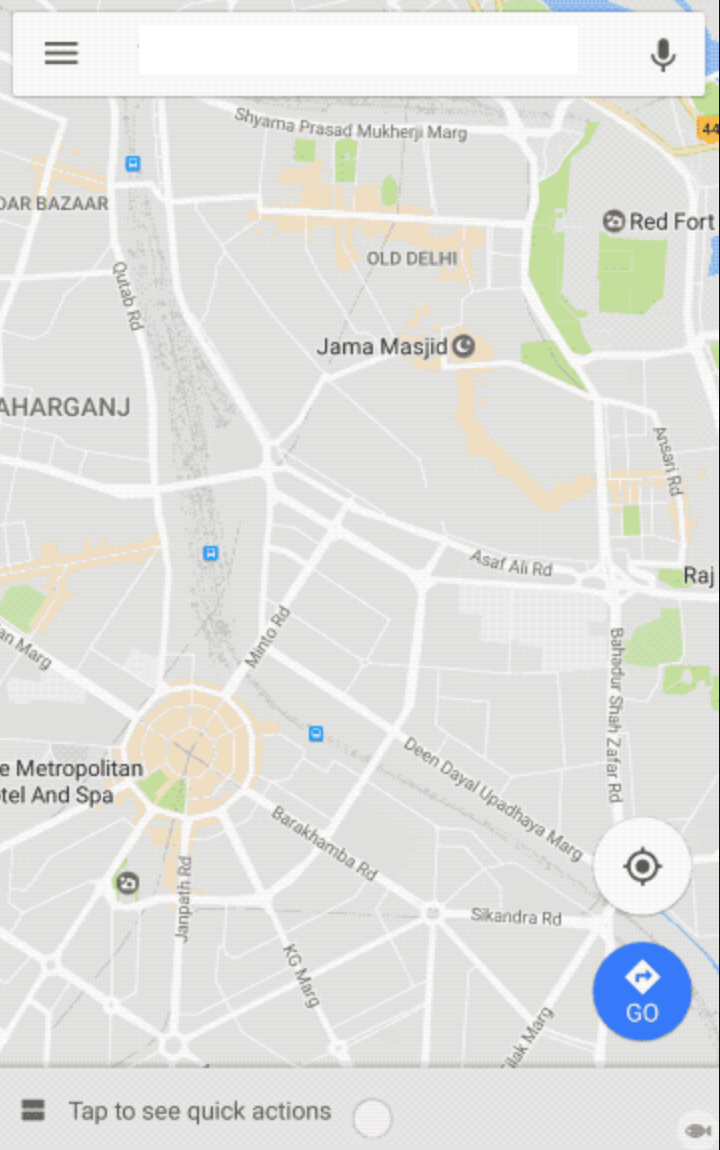 Shyama Prasad Mukherji Marg
44
DAR BAZAAR
Red Fort
OLD DELHI
Qutab Rd
Jama Masjid
AHARGANJ
Ansari Rd
Asaf Ali Rd
Raj
an Marg
Minto Rd
Bahadur Shah Zafar Rd
e Metropolitan
tel And Spa
Deen Dayal Upadhaya Marg
Barakhamba Rd
Janpath Rd
Sikandra Rd
KG Marg
GO
ilak Marg
Tap to see quick actions